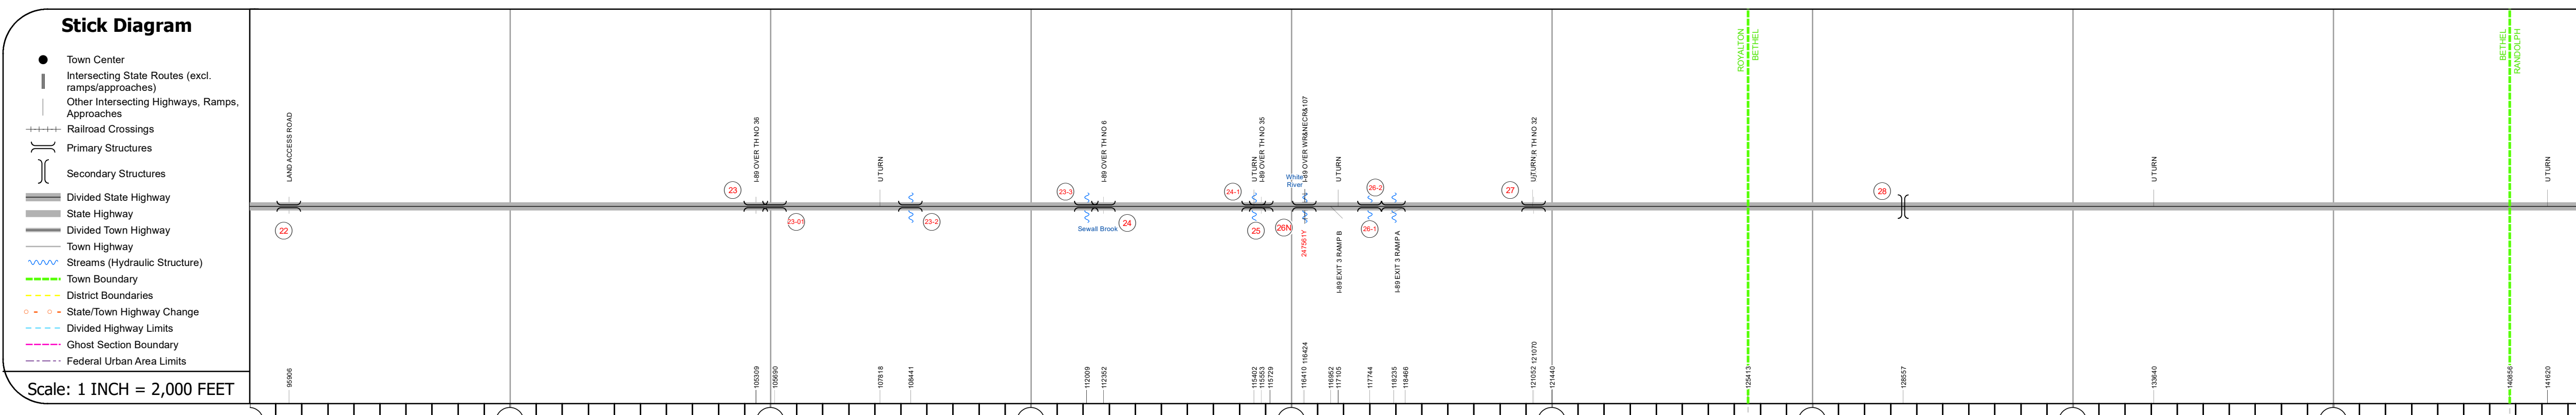 Stick Diagram
Town Center
Intersecting State Routes (excl.
ramps/approaches)
Other Intersecting Highways, Ramps,
Approaches
Railroad Crossings
Primary Structures
Secondary Structures
Divided State Highway
State Highway
Divided Town Highway
Town Highway
Streams (Hydraulic Structure)
Town Boundary
District Boundaries
State/Town Highway Change
Divided Highway Limits
Ghost Section Boundary
Federal Urban Area Limits
Scale: 1 INCH = 2,000 FEET
LAND ACCESS ROAD
22
95906
I-89 OVER TH NO 36
23
23-01
105309
105690
U TURN
107818
23-2
108441
23-3
Sewall Brook
112009
I-89 OVER TH NO 6
24
112352
24-1
U TURN
I-89 OVER TH NO 35
25
115402
115553
115729
I-89 OVER WR&NECR&107
White
River
26N
247561Y
116410
116424
U TURN
I-89 EXIT 3 RAMP B
116952
117105
26-2
26-1
117744
I-89 EXIT 3 RAMP A
118235
118466
27
U TURN
R TH NO 32
121052
121070
121440
ROYALTON
BETHEL
125413
28
128557
U TURN
133640
BETHEL
RANDOLPH
140856
U TURN
141620